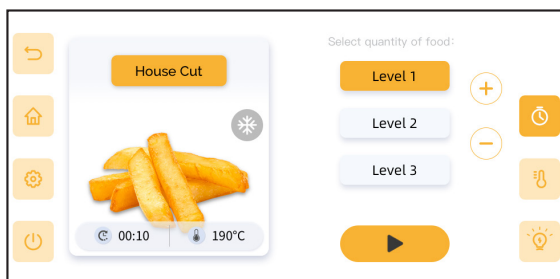 House Cut
00:10
190°C
Select quantity of food:
Level 1
Level 2
Level 3